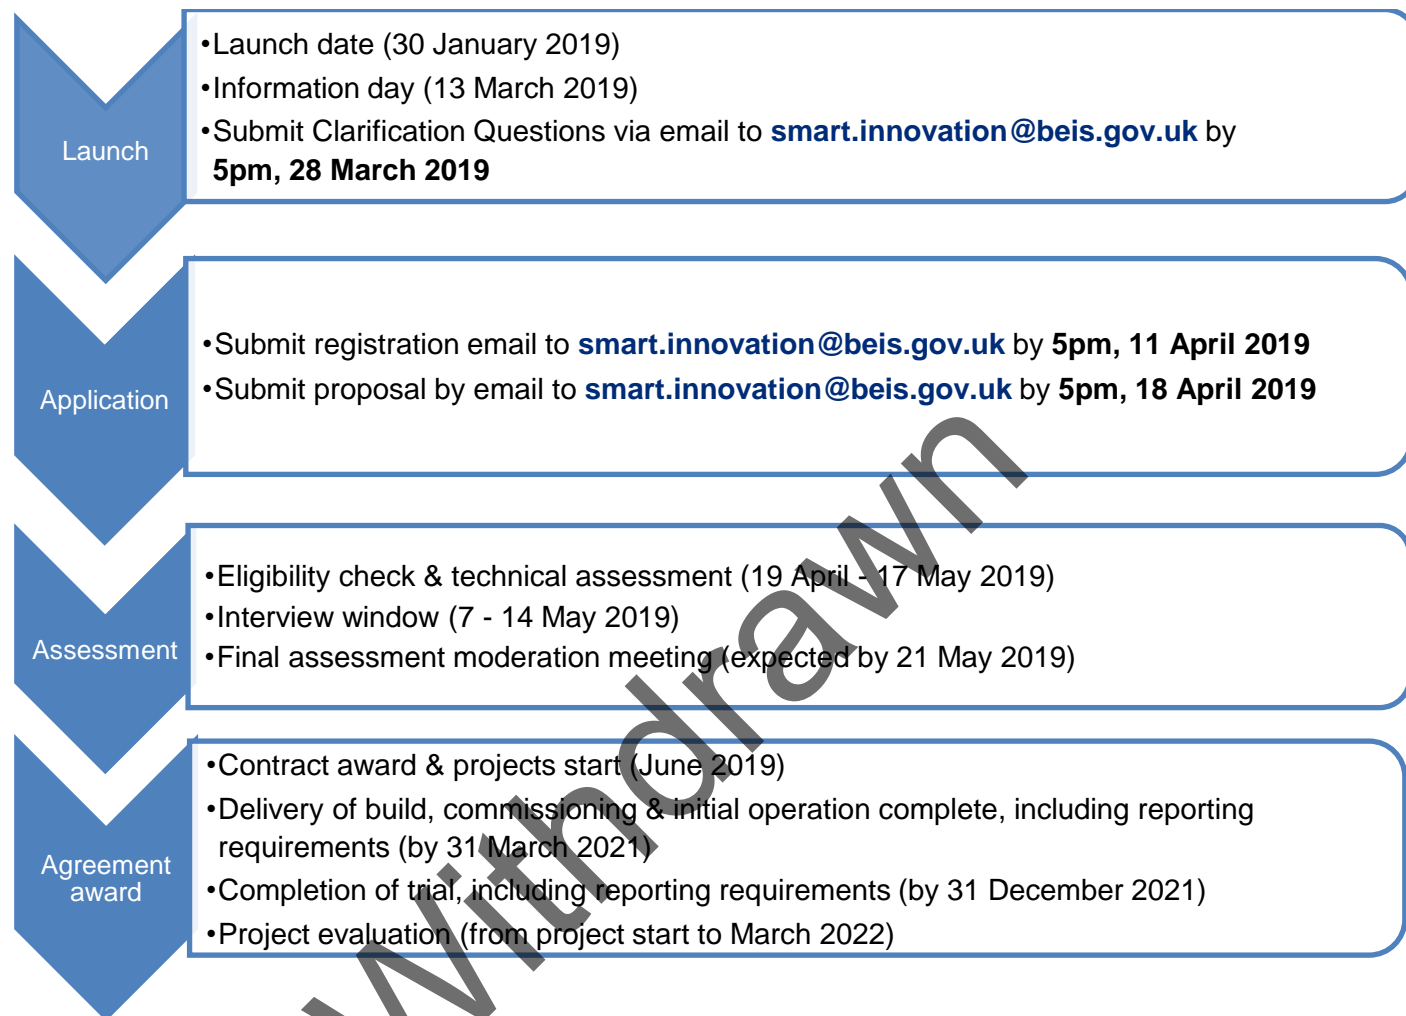 Launch
•Launch date (30 January 2019)
•Information day (13 March 2019)
•Submit Clarification Questions via email to smart.innovation@beis.gov.uk by
5pm, 28 March 2019
Application
•Submit registration email to smart.innovation@beis.gov.uk by 5pm, 11 April 2019
•Submit proposal by email to smart.innovation@beis.gov.uk by 5pm, 18 April 2019
Assessment
•Eligibility check & technical assessment (19 April - 17 May 2019)
•Interview window (7 - 14 May 2019)
•Final assessment moderation meeting (expected by 21 May 2019)
Agreement
award
•Contract award & projects start (June 2019)
•Delivery of build, commissioning & initial operation complete, including reporting
requirements (by 31 March 2021)
•Completion of trial, including reporting requirements (by 31 December 2021)
•Project evaluation (from project start to March 2022)
Withdrawn